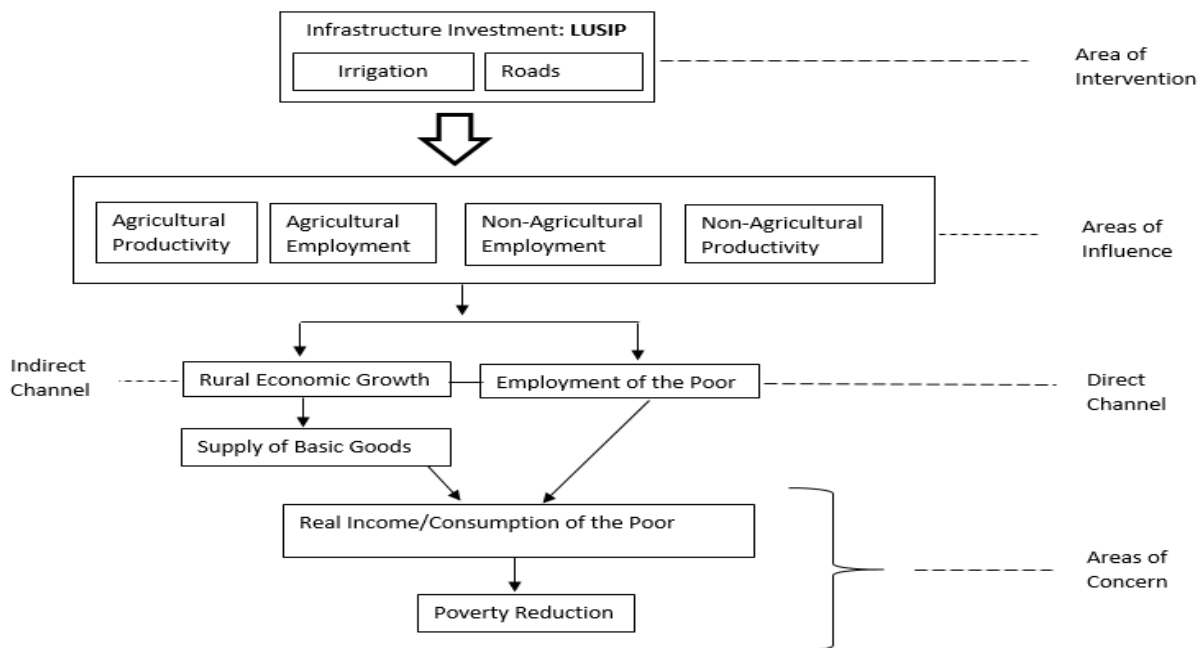 Infrastructure Investment: LUSIP
Irrigation
Roads
Area of
Intervention
Agricultural
Productivity
Agricultural
Employment
Non-Agricultural
Employment
Non-Agricultural
Productivity
Areas of
Influence
Indirect
Channel
Rural Economic Growth
Employment of the Poor
Direct
Channel
Supply of Basic Goods
Real Income/Consumption of the Poor
Areas of
Concern
Poverty Reduction